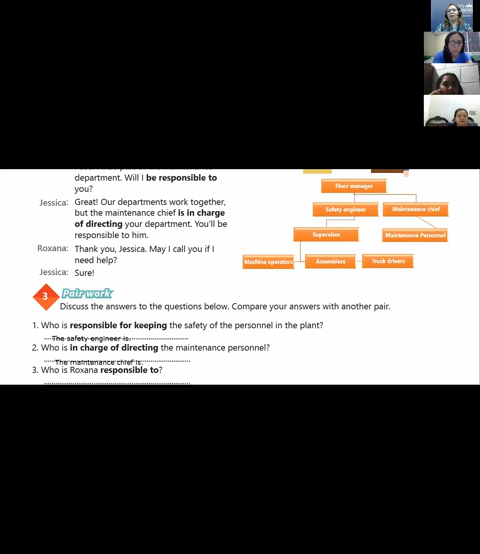 department. Will I be responsible to
you?
Jessica: Great! Our departments work together,
but the maintenance chief is in charge
of directing your department. You'll be
responsible to him.
Roxana: Thank you, Jessica. May I call you if I
need help?
Jessica: Sure!
Floor manager
Safety engineer
Maintenance chief
Supervisor
Maintenance Personnel
Machine operators
Assemblers
Truck drivers
3 Pair work
Discuss the answers to the questions below. Compare your answers with another pair.
1. Who is responsible for keeping the safety of the personnel in the plant?
The safety engineer is.
2. Who is in charge of directing the maintenance personnel?
The maintenance chief is.
3. Who is Roxana responsible to?